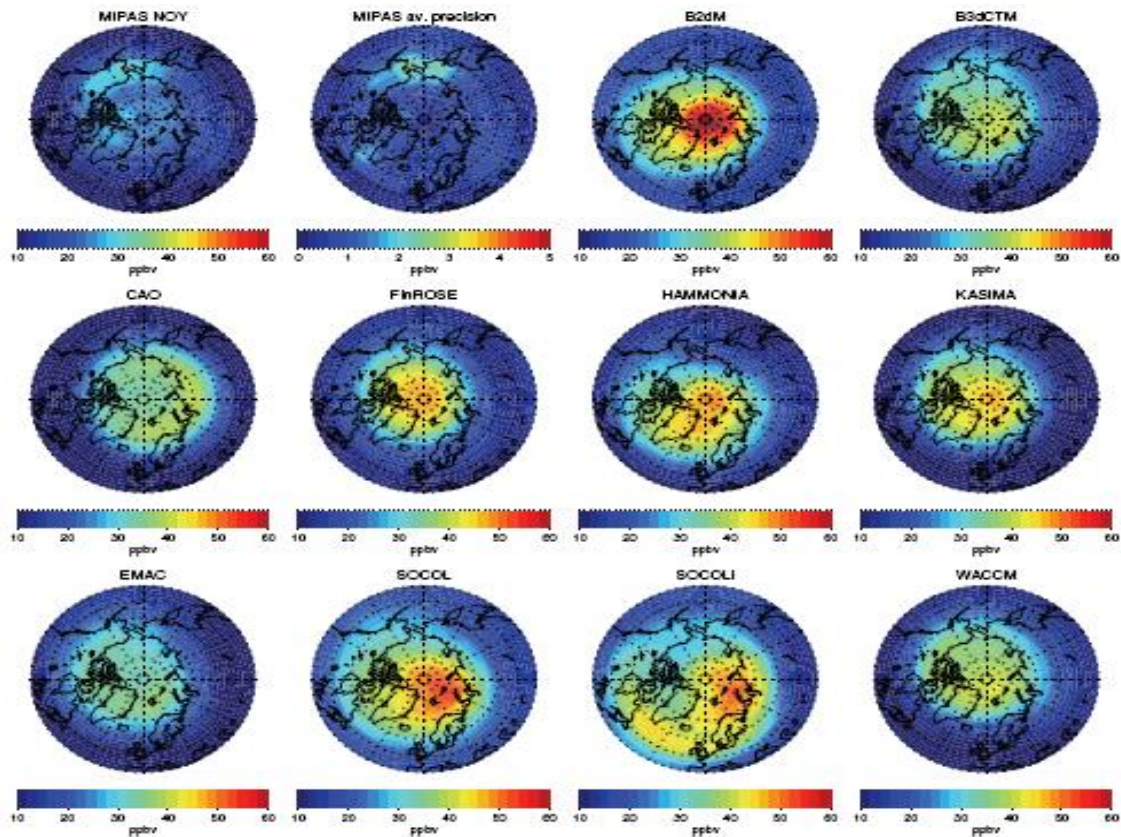 MIPAS NOY MIPAS av. precision B2dM B3dCTM
10 20 30 40 50 60 0 1 2 3 4 5 10 20 30 40 50 60 10 20 30 40 50 60
ppbv ppbv ppbv ppbv
CAO FinROSE HAMMONIA KASIMA
10 20 30 40 50 60 10 20 30 40 50 60 10 20 30 40 50 60 10 20 30 40 50 60
ppbv ppbv ppbv ppbv
EMAC SOCOL SOCOLI WACCM
10 20 30 40 50 60 10 20 30 40 50 60 10 20 30 40 50 60 10 20 30 40 50 60
ppbv ppbv ppbv ppbv